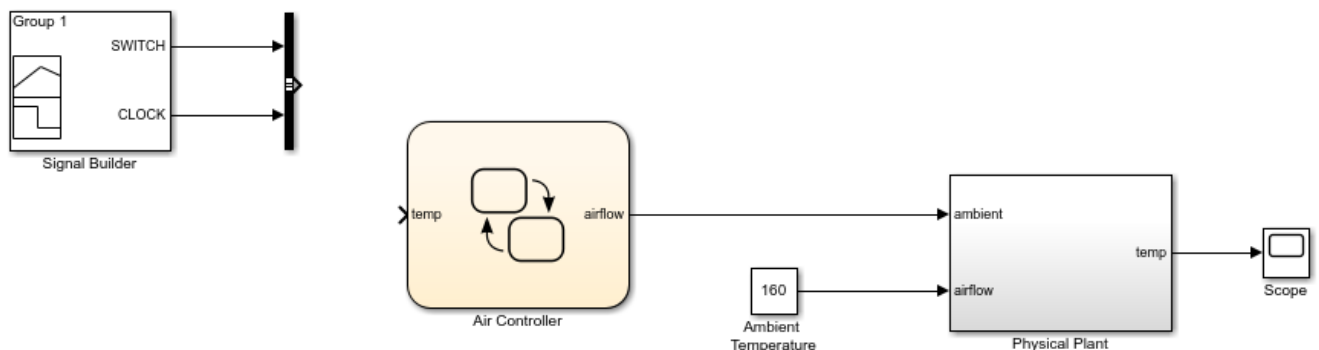 Group 1
SWITCH
CLOCK
Signal Builder
temp
airflow
Air Controller
160
Ambient
Temperature
ambient
airflow
temp
Physical Plant
Scope